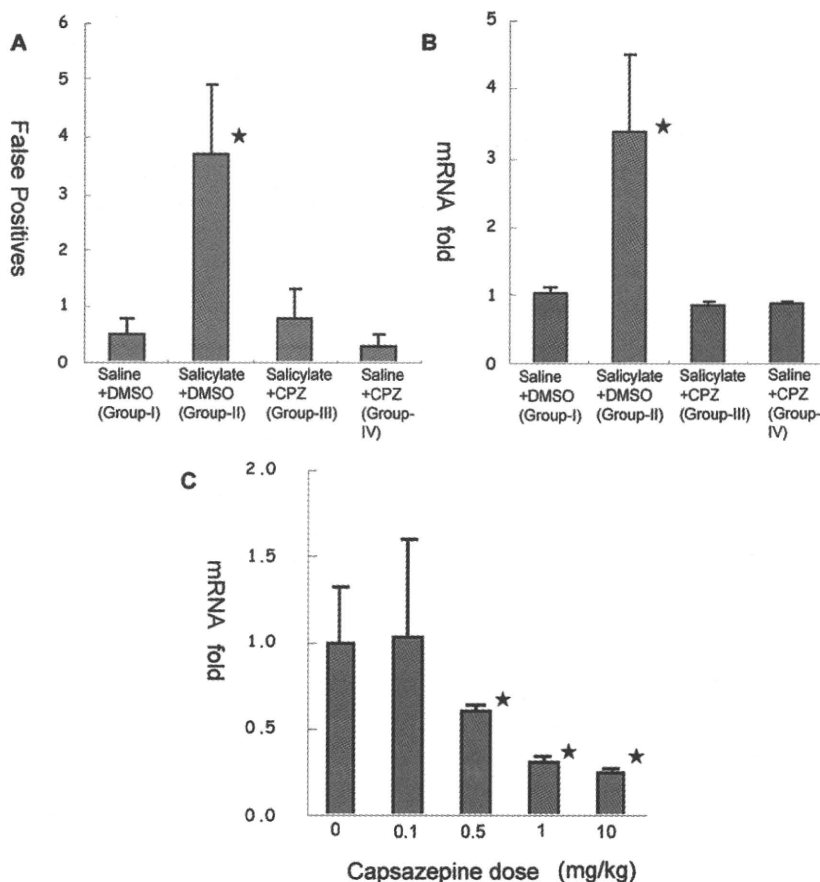 A
False Positives
6
5
4
3
2
1
0
★
Saline
+DMSO
(Group-I)
Salicylate
+DMSO
(Group-II)
Salicylate
+CPZ
(Group-III)
Saline
+CPZ
(Group-
IV)
B
mRNA fold
5
4
3
2
1
0
★
Saline
+DMSO
(Group-I)
Salicylate
+DMSO
(Group-II)
Salicylate
+CPZ
(Group-III)
Saline
+CPZ
(Group-
IV)
C
mRNA fold
2.0
1.5
1.0
0.5
0.0
★
★
★
0 0.1 0.5 1 10
Capsazepine dose (mg/kg)